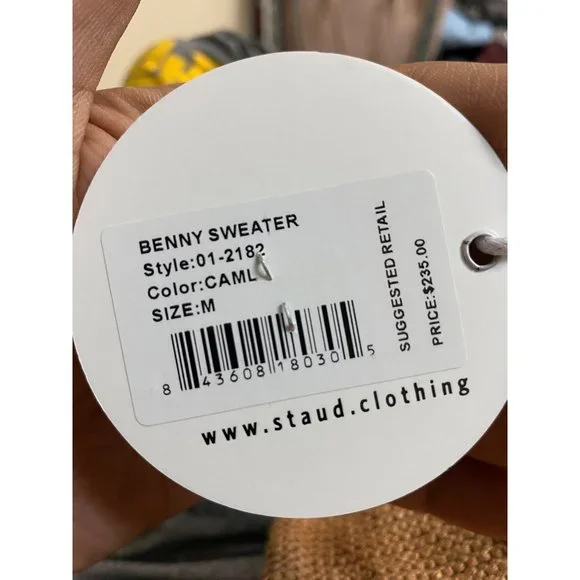 BENNY SWEATER
Style:01-2182
Color:CAML
SIZE:M
8 43608 18030 5
SUGGESTED RETAIL
PRICE:$235.00
www.staud.clothing